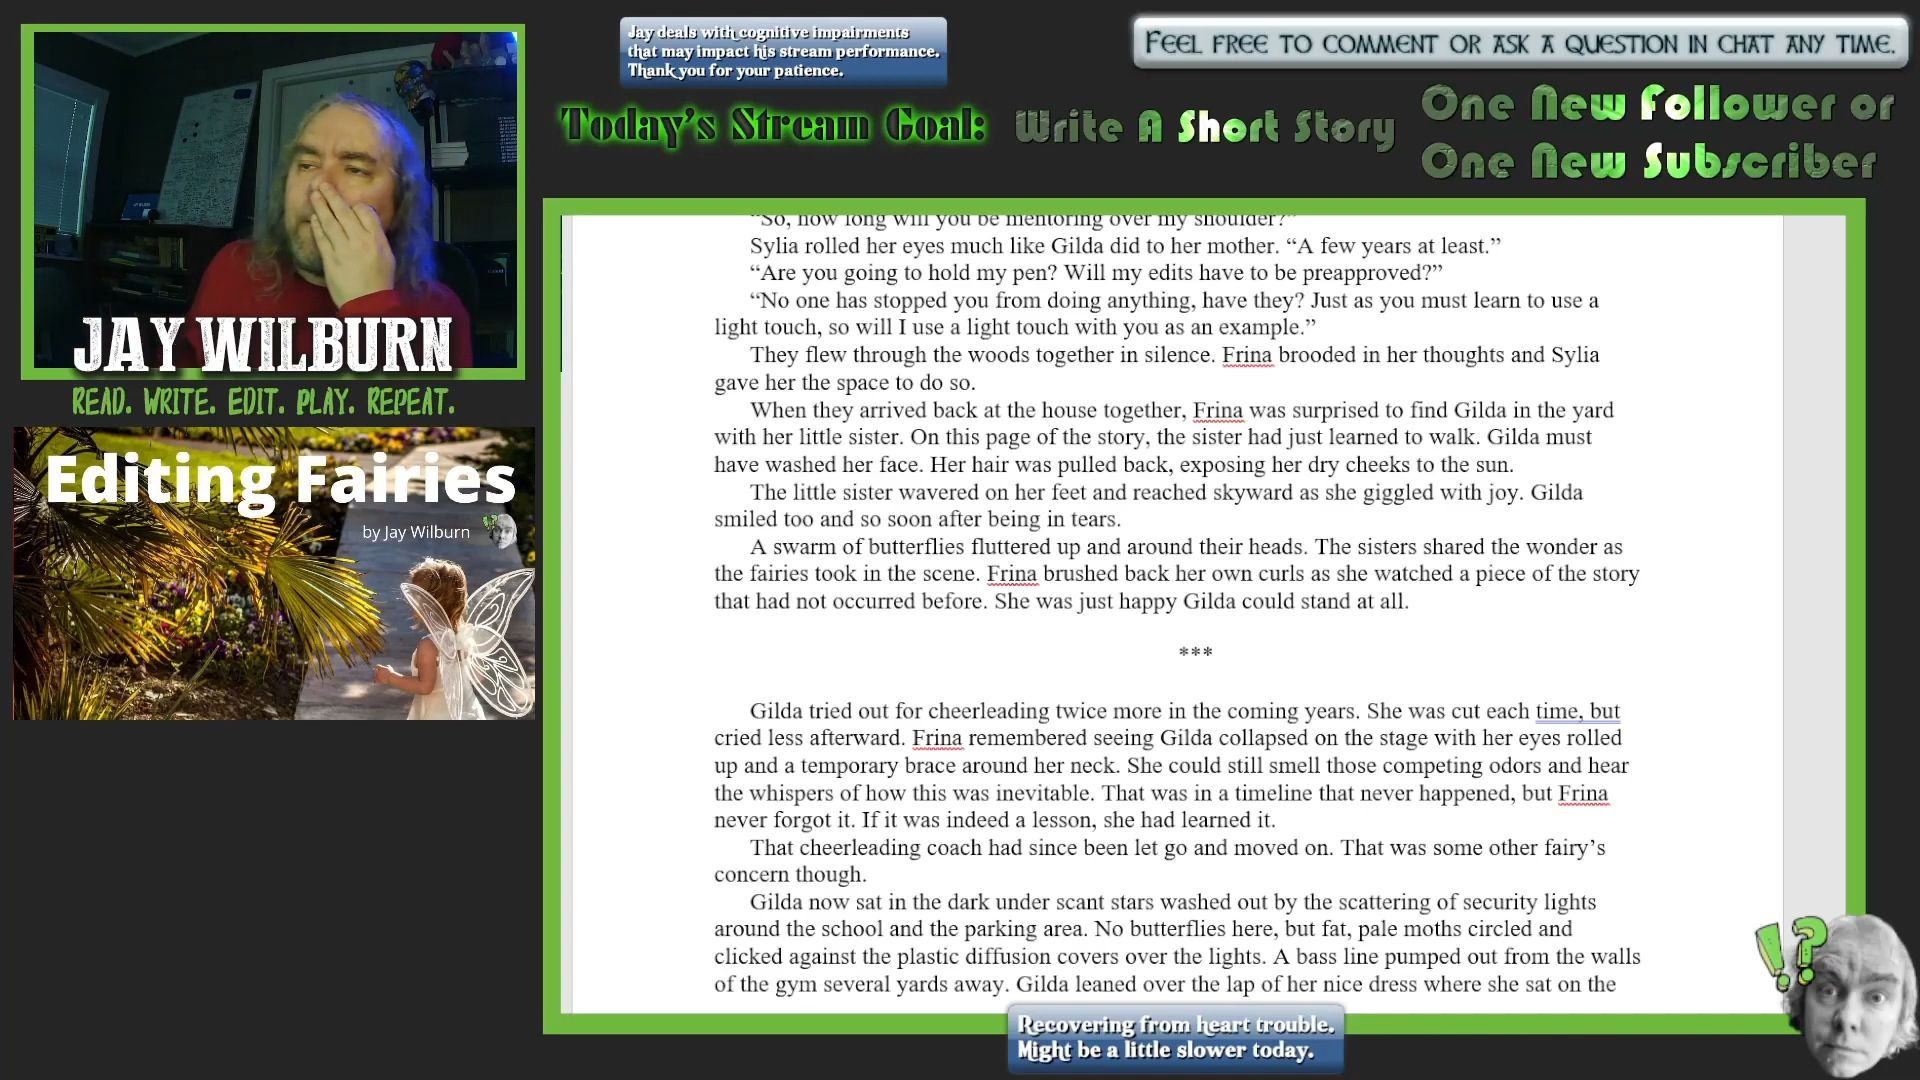 Jay deals with cognitive impairments
that may impact his stream performance.
Thank you for your patience.
Feel free to comment or ask a question in chat any time.
Today's Stream Goal:
Write A Short Story
One New Follower or
One New Subscriber
JAY WILBURN
READ. WRITE. EDIT. PLAY. REPEAT.
Editing Fairies
by Jay Wilburn
“So, how long will you be mentoring over my shoulder?”
Sylia rolled her eyes much like Gilda did to her mother. “A few years at least.”
“Are you going to hold my pen? Will my edits have to be preapproved?”
“No one has stopped you from doing anything, have they? Just as you must learn to use a
light touch, so will I use a light touch with you as an example.”
They flew through the woods together in silence. Frina brooded in her thoughts and Sylia
gave her the space to do so.
When they arrived back at the house together, Frina was surprised to find Gilda in the yard
with her little sister. On this page of the story, the sister had just learned to walk. Gilda must
have washed her face. Her hair was pulled back, exposing her dry cheeks to the sun.
The little sister wavered on her feet and reached skyward as she giggled with joy. Gilda
smiled too and so soon after being in tears.
A swarm of butterflies fluttered up and around their heads. The sisters shared the wonder as
the fairies took in the scene. Frina brushed back her own curls as she watched a piece of the story
that had not occurred before. She was just happy Gilda could stand at all.
***
Gilda tried out for cheerleading twice more in the coming years. She was cut each time, but
cried less afterward. Frina remembered seeing Gilda collapsed on the stage with her eyes rolled
up and a temporary brace around her neck. She could still smell those competing odors and hear
the whispers of how this was inevitable. That was in a timeline that never happened, but Frina
never forgot it. If it was indeed a lesson, she had learned it.
That cheerleading coach had since been let go and moved on. That was some other fairy’s
concern though.
Gilda now sat in the dark under scant stars washed out by the scattering of security lights
around the school and the parking area. No butterflies here, but fat, pale moths circled and
clicked against the plastic diffusion covers over the lights. A bass line pumped out from the walls
of the gym several yards away. Gilda leaned over the lap of her nice dress where she sat on the
!?
Recovering from heart trouble.
Might be a little slower today.